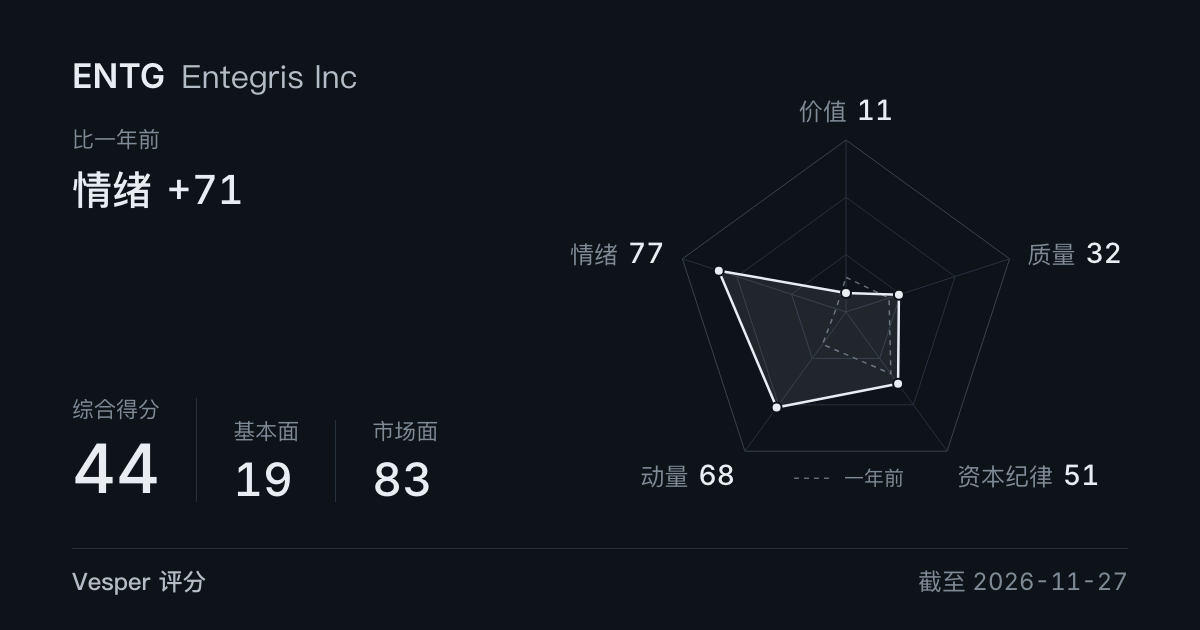 ENTG Entegris Inc
比一年前
情绪 +71
价值 11
情绪 77
质量 32
动量 68
---- 一年前
资本纪律 51
综合得分
44
基本面
19
市场面
83
Vesper 评分
截至 2026-11-27